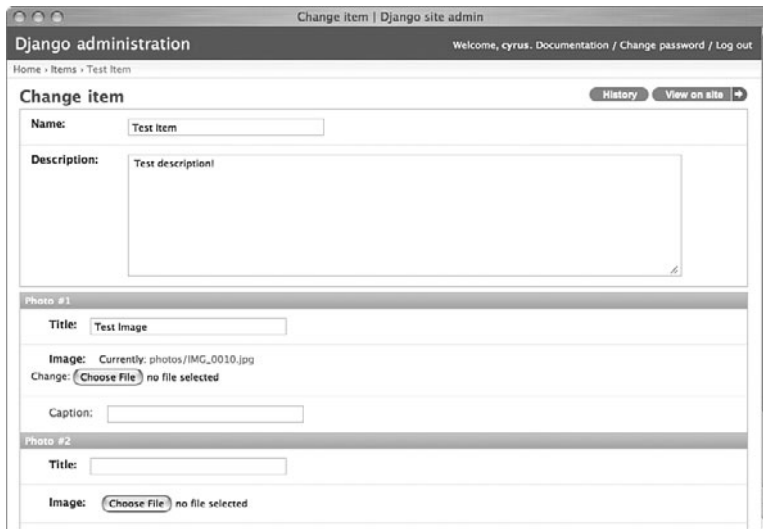 Change item | Django site admin
Django administration
Welcome, cyrus. Documentation / Change password / Log out
Home › Items › Test Item
Change item
History
View on site
Name:
Test Item
Description:
Test description!
Photo #1
Title:
Test Image
Image: Currently: photos/IMG_0010.jpg
Change: Choose File no file selected
Caption:
Photo #2
Title:
Image: Choose File no file selected